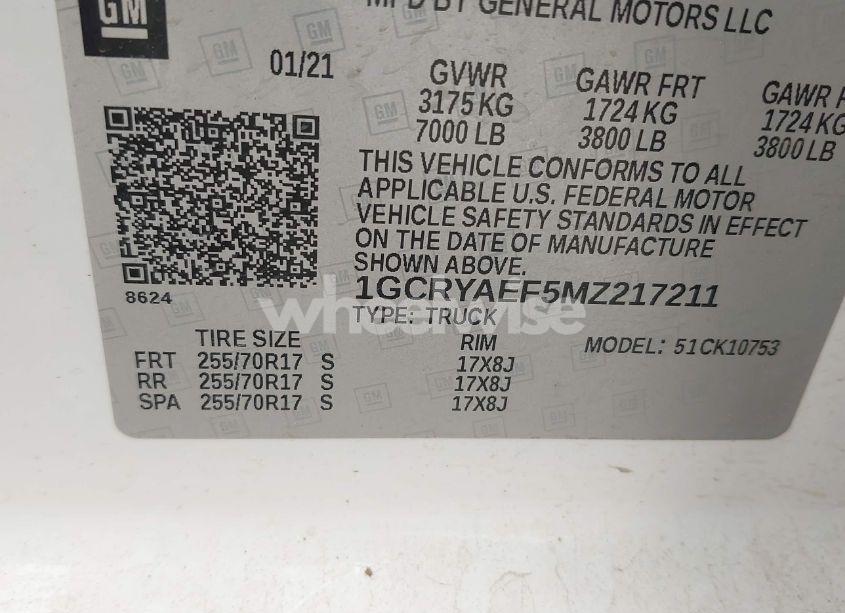 GM
MFD BY GENERAL MOTORS LLC
01/21
GVWR GAWR FRT GAWR
3175 KG 1724 KG 1724 KG
7000 LB 3800 LB 3800 LB
THIS VEHICLE CONFORMS TO ALL
APPLICABLE U.S. FEDERAL MOTOR
VEHICLE SAFETY STANDARDS IN EFFECT
ON THE DATE OF MANUFACTURE
SHOWN ABOVE.
8624
1GCRYAEF5MZ217211
wheelwise
TYPE: TRUCK
TIRE SIZE RIM MODEL: 51CK10753
FRT 255/70R17 S 17X8J
RR 255/70R17 S 17X8J
SPA 255/70R17 S 17X8J